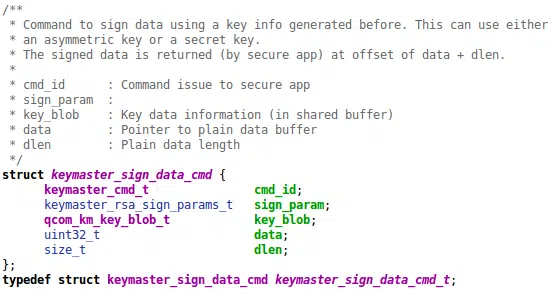 /**
 * Command to sign data using a key info generated before. This can use either
 * an asymmetric key or a secret key.
 * The signed data is returned (by secure app) at offset of data + dlen.
 *
 * cmd_id      : Command issue to secure app
 * sign_param  :
 * key_blob    : Key data information (in shared buffer)
 * data        : Pointer to plain data buffer
 * dlen        : Plain data length
 */
struct keymaster_sign_data_cmd {
      keymaster_cmd_t               cmd_id;
      keymaster_rsa_sign_params_t   sign_param;
      qcom_km_key_blob_t            key_blob;
      uint32_t                      data;
      size_t                        dlen;
};
typedef struct keymaster_sign_data_cmd keymaster_sign_data_cmd_t;